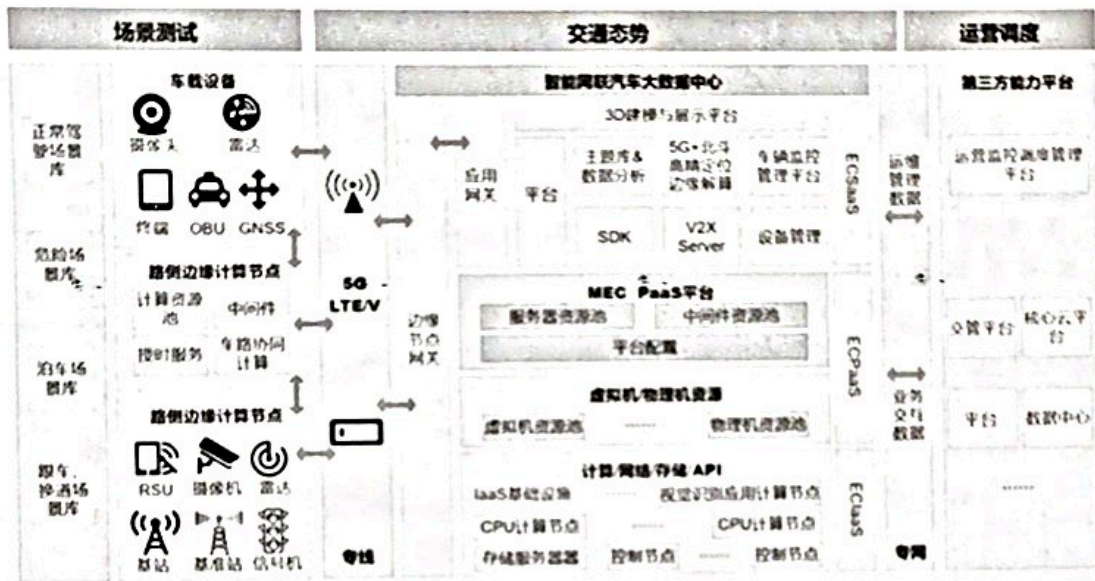 场景测试
交通态势
运营调度
正常驾
驶场景
库
危险场
景库
泊车场
景库
跟车、
换道场
景库
车载设备
摄像头
雷达
终端
OBU
GNSS
路侧边缘计算节点
计算资源
池
中间件
授时服务
车路协同
计算
路侧边缘计算节点
RSU
摄像机
雷达
基站
基准站
信号机
5G
LTE/V
专线
智能网联汽车大数据中心
边缘
节点
网关
应用
网关
平台
3D建模与展示平台
主题库&
数据分析
5G+北斗
高精定位
边缘解算
车辆监控
管理平台
SDK
V2X
Server
设备管理
ECSaaS
MEC PaaS平台
服务器资源池
中间件资源池
平台配置
虚拟机/物理机资源
虚拟机资源池
……
物理机资源池
ECPaaS
计算/网络/存储/API
IaaS基础设施
……
视觉识别应用计算节点
CPU计算节点
……
CPU计算节点
存储服务器器
控制节点
……
控制节点
ECIaaS
运维
管理
数据
业务
交互
数据
专网
第三方能力平台
运营监控调度管理
平台
交管平台
核心云平
台
平台
数据中心
……